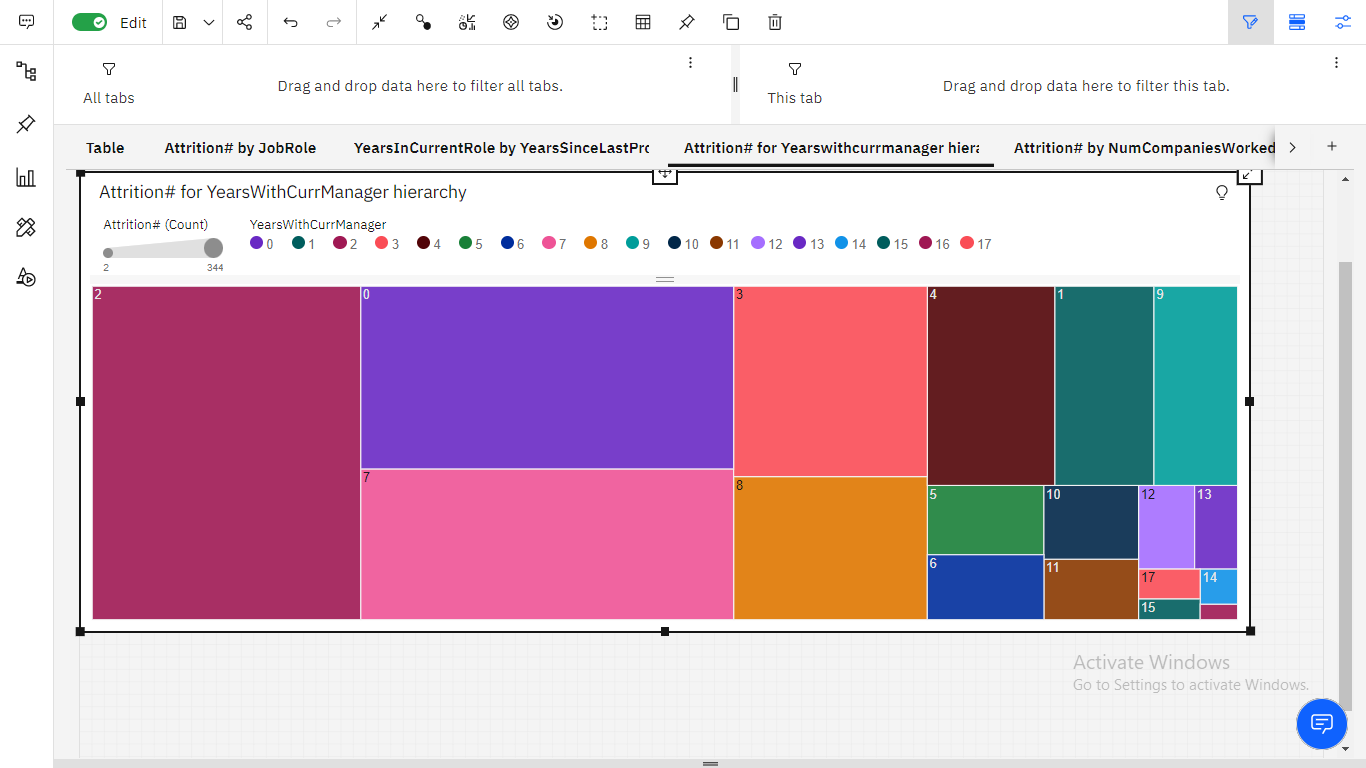 Edit
All tabs
Drag and drop data here to filter all tabs.
This tab
Drag and drop data here to filter this tab.
Table
Attrition# by JobRole
YearsInCurrentRole by YearsSinceLastPro
Attrition# for Yearswithcurrmanager hiera
Attrition# by NumCompaniesWorked
Attrition# for YearsWithCurrManager hierarchy
Attrition# (Count)
2 344
YearsWithCurrManager
0 1 2 3 4 5 6 7 8 9 10 11 12 13 14 15 16 17
2 0 3 4 1 9
7 8 5 10 12 13
6 11 17 14
15
Activate Windows
Go to Settings to activate Windows.